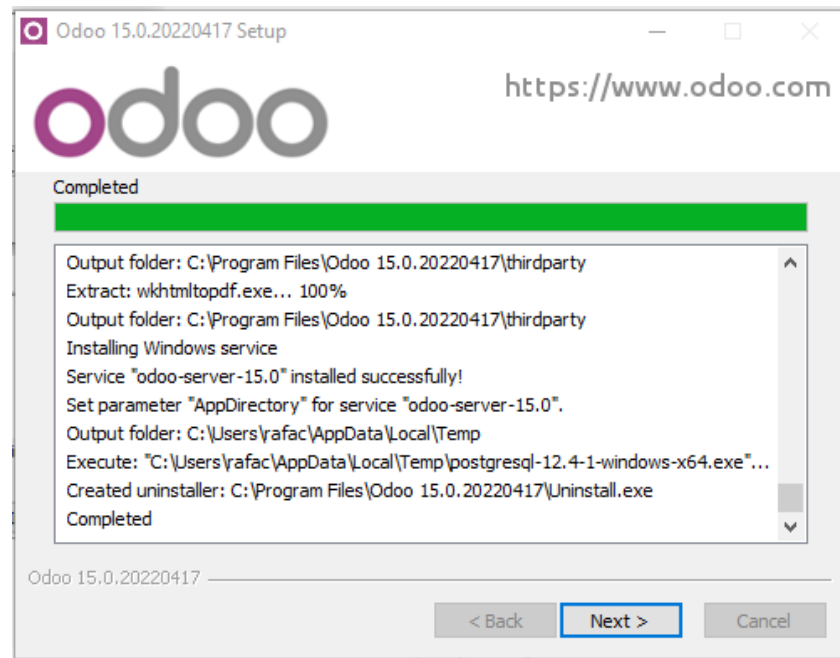 Odoo 15.0.20220417 Setup
odoo
https://www.odoo.com
Completed
Output folder: C:\Program Files\Odoo 15.0.20220417\thirdparty
Extract: wkhtmltopdf.exe... 100%
Output folder: C:\Program Files\Odoo 15.0.20220417\thirdparty
Installing Windows service
Service "odoo-server-15.0" installed successfully!
Set parameter "AppDirectory" for service "odoo-server-15.0".
Output folder: C:\Users\rafac\AppData\Local\Temp
Execute: "C:\Users\rafac\AppData\Local\Temp\postgresql-12.4-1-windows-x64.exe"...
Created uninstaller: C:\Program Files\Odoo 15.0.20220417\Uninstall.exe
Completed
Odoo 15.0.20220417
< Back
Next >
Cancel